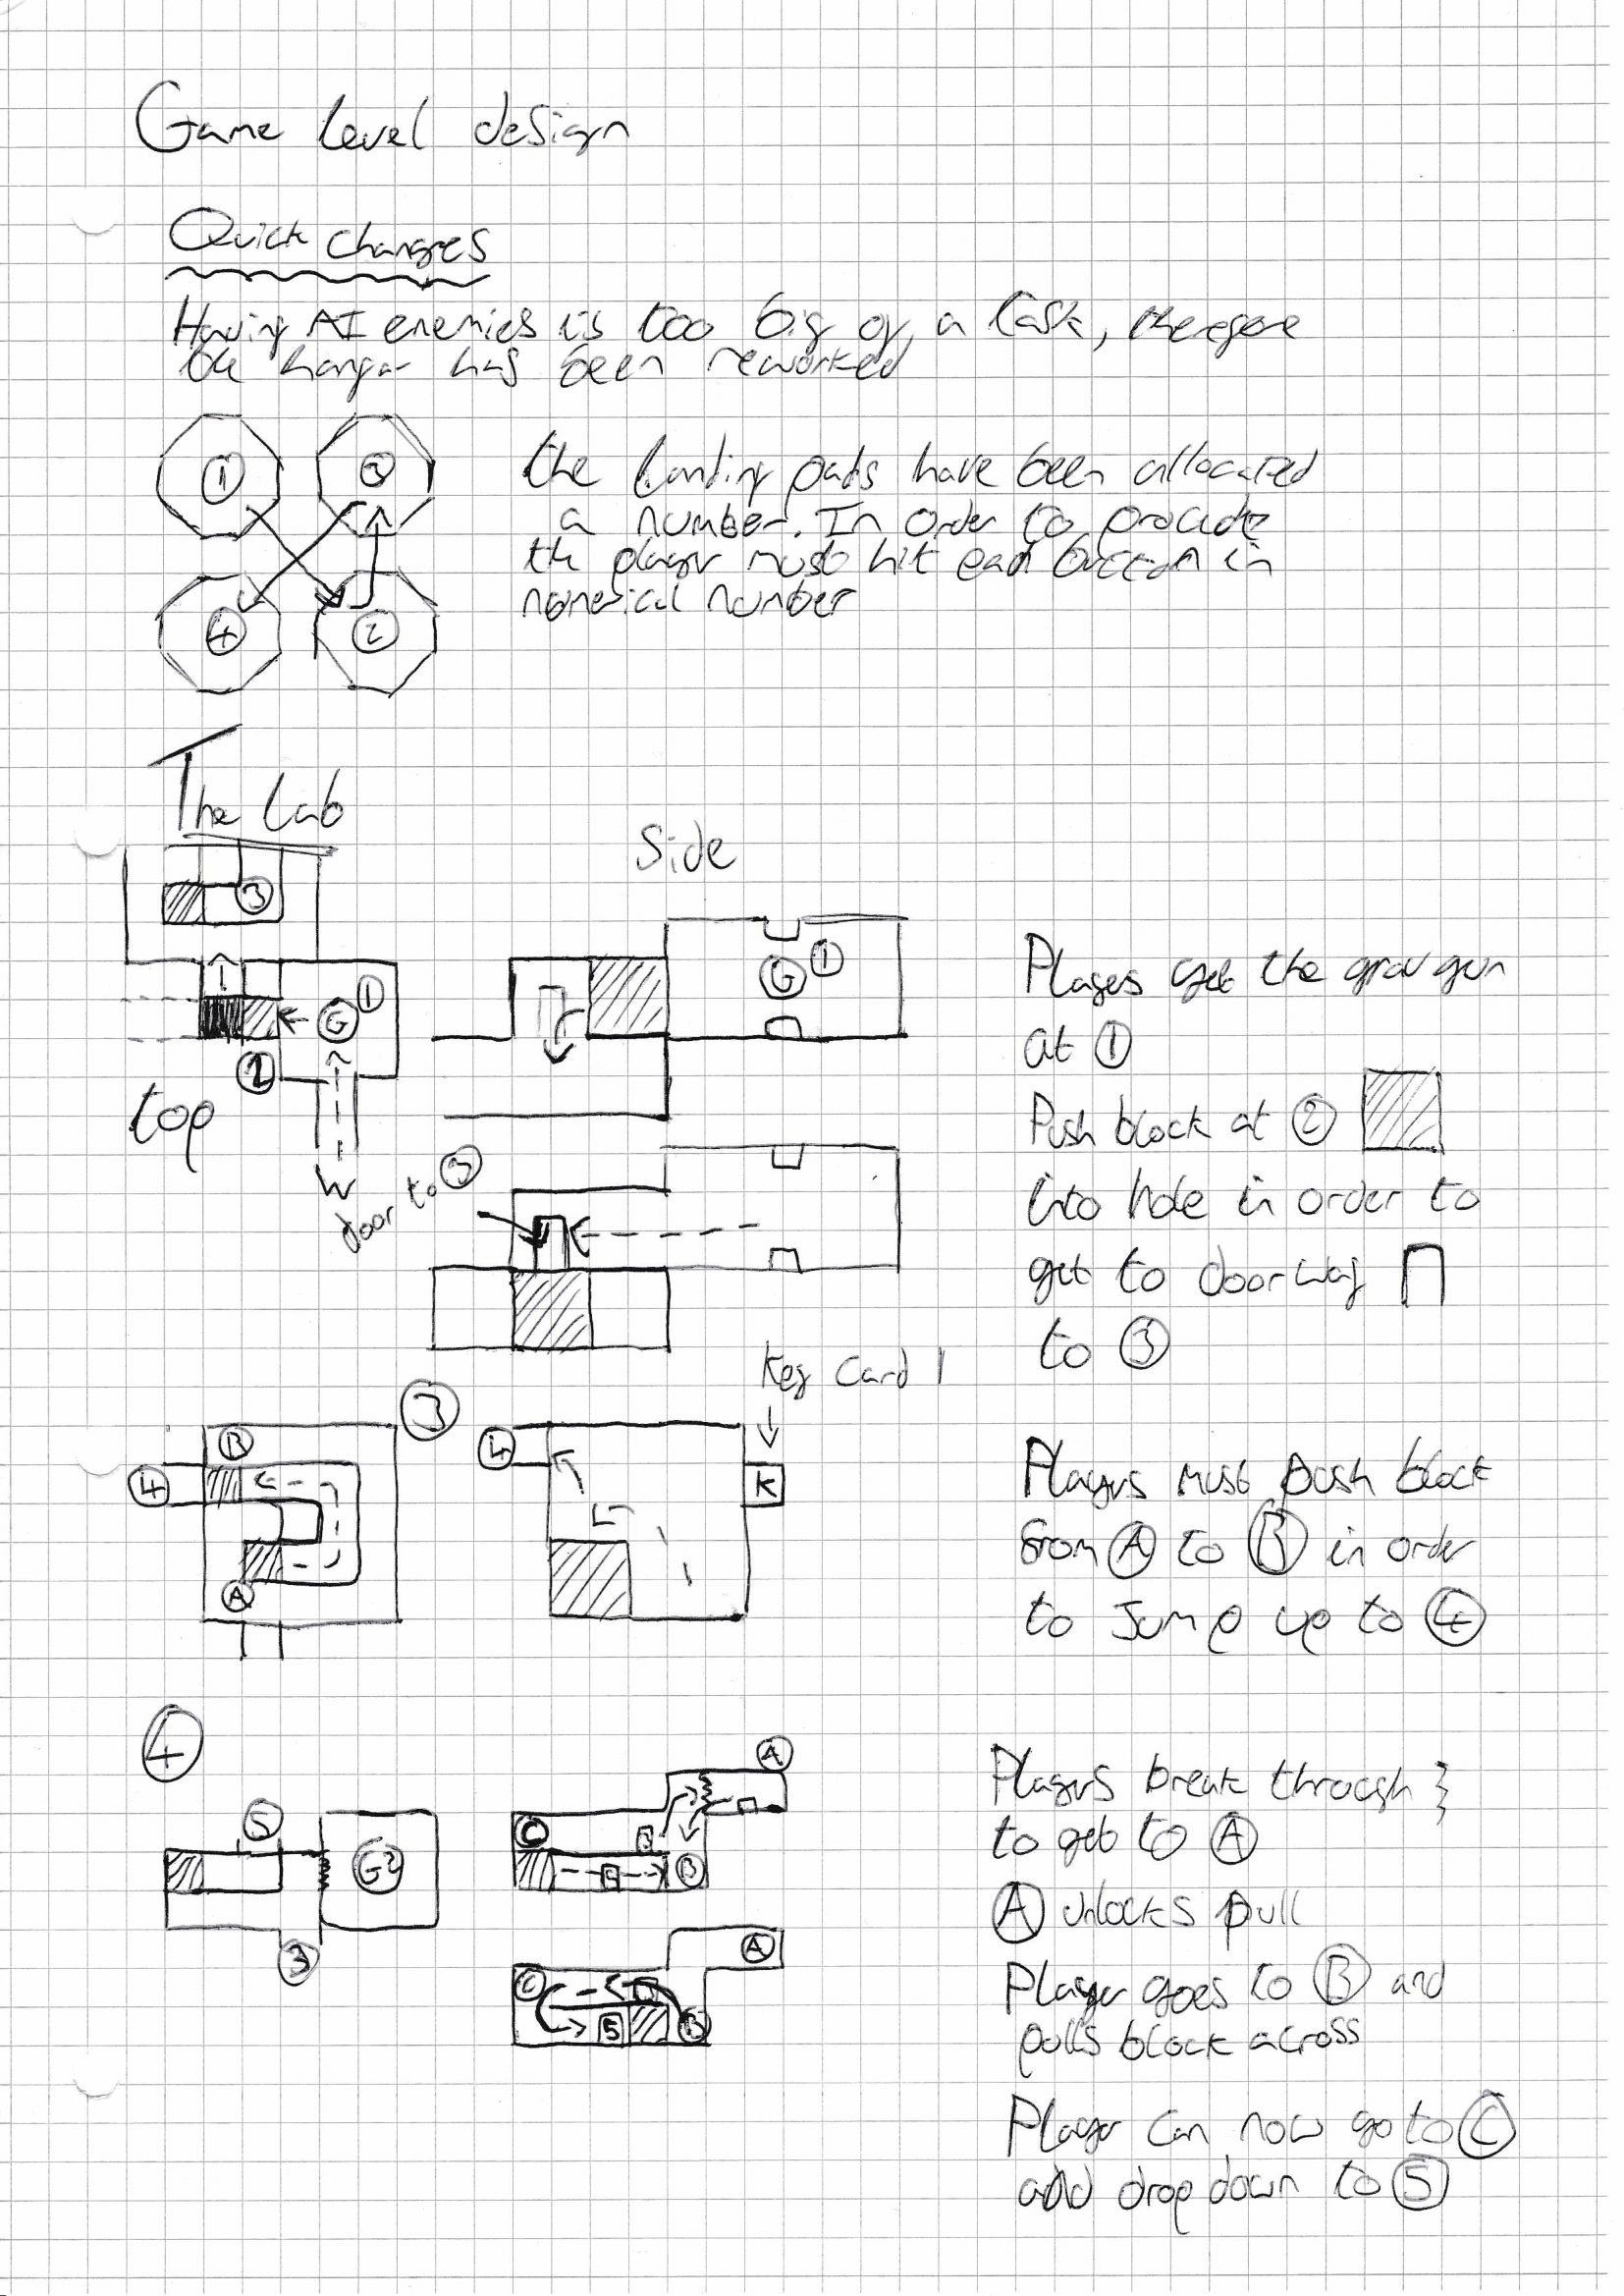 Game level design
Quick changes
Having AI enemies is too big of a task, therefore
the hangar has been reworked
1 3
4 2
the landing pads have been allocated
a number. In order to procide
the player must hit each button in
numerical number
The Lab
Side
3
1
G
2
top
G 1
Players get the grav gun
at 1
Push block at 2
into hole in order to
get to doorway
to 3
door to 3
Key Card 1
3
B
4
A
4
K
Players must push block
from A to B in order
to jump up to 4
4
5
G2
3
A
C
B
A
C
5 B
Players break through
to get to A
A unlocks pull
Player goes to B and
pulls block across
Player can now go to C
add drop down to 5